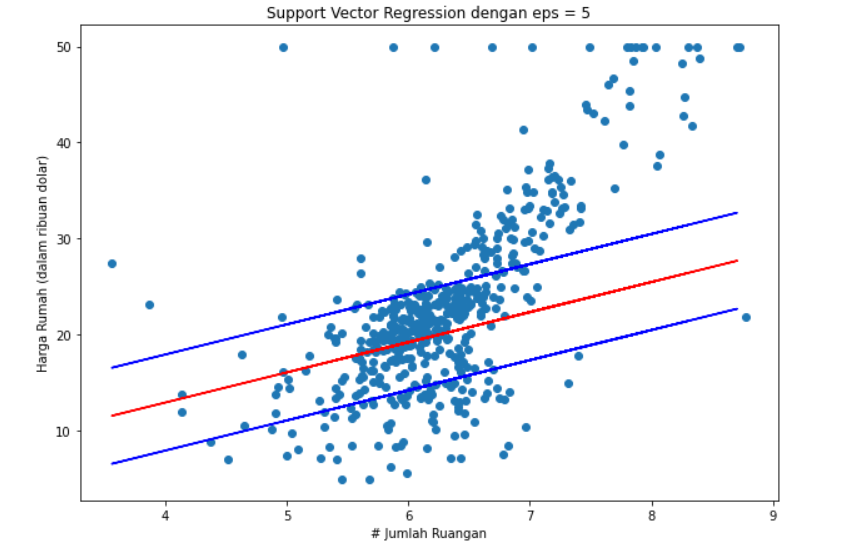 Support Vector Regression dengan eps = 5
Harga Rumah (dalam ribuan dolar)
50
40
30
20
10
4 5 6 7 8 9
# Jumlah Ruangan